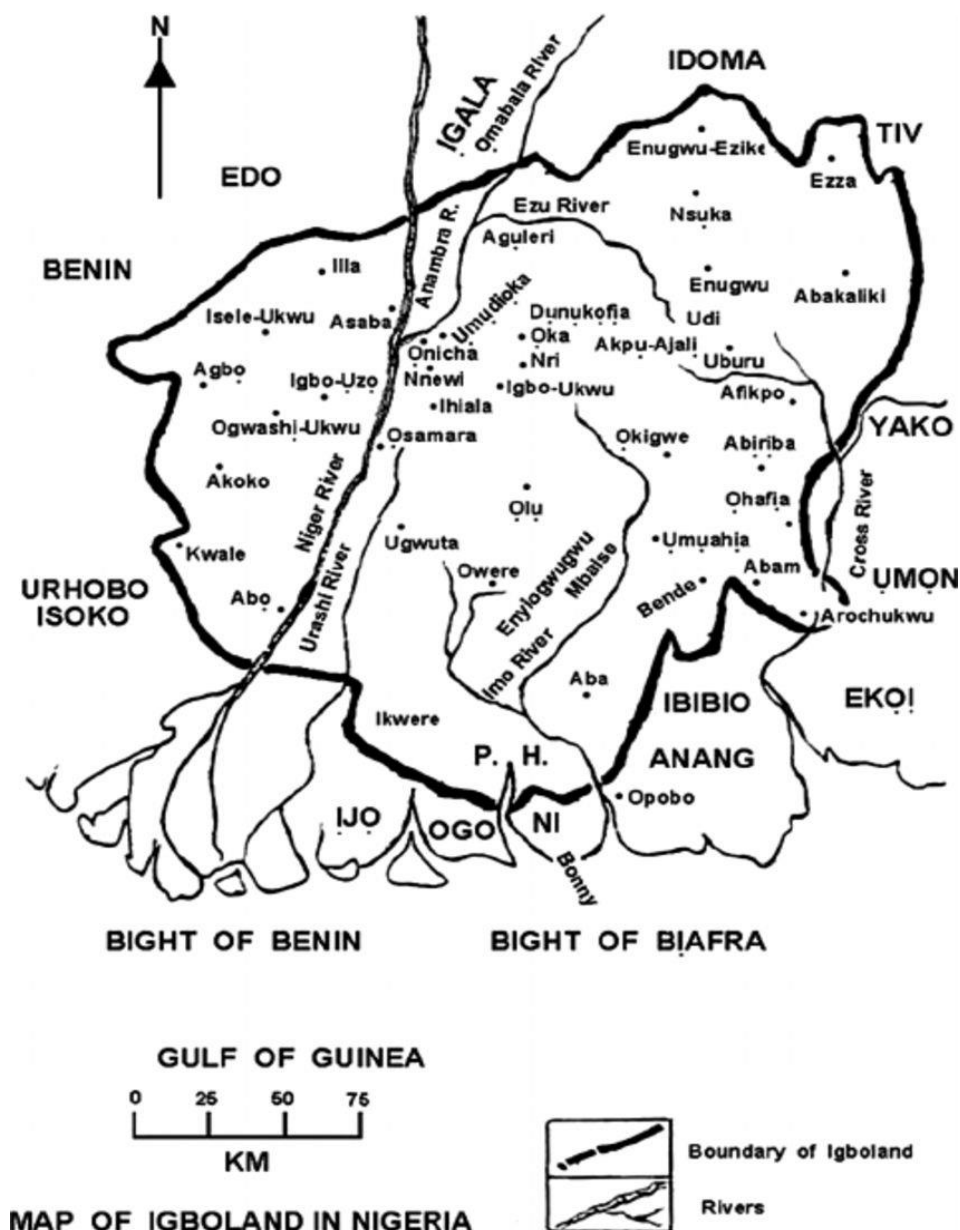 N
IDOMA
IGALA
Omabala River
TIV
Enugwu-Ezike
Ezza
EDO
Ezu River
Nsuka
Anambra R.
Aguleri
BENIN
Illa
Enugwu
Abakaliki
Isele-Ukwu
Asaba
Umudioka
Dunukofia
Udi
Onicha
Oka
Akpu-Ajali
Uburu
Agbo
Igbo-Uzo
Nnewi
Nri
Igbo-Ukwu
Afikpo
Ihiala
YAKO
Ogwashi-Ukwu
Osamara
Okigwe
Abiriba
Akoko
Niger River
Olu
Ohafia
Cross River
Kwale
Urashi River
Ugwuta
Umuahia
Owere
Enyiogwugwu
Mbaise
Abam
UMON
URHOBO
ISOKO
Abo
Bende
Arochukwu
Imo River
Aba
IBIBIO
EKOI
Ikwere
P. H.
ANANG
Opobo
IJO
OGO
NI
Bonny
BIGHT OF BENIN
BIGHT OF BIAFRA
GULF OF GUINEA
0 25 50 75
KM
Boundary of Igboland
Rivers
MAP OF IGBOLAND IN NIGERIA